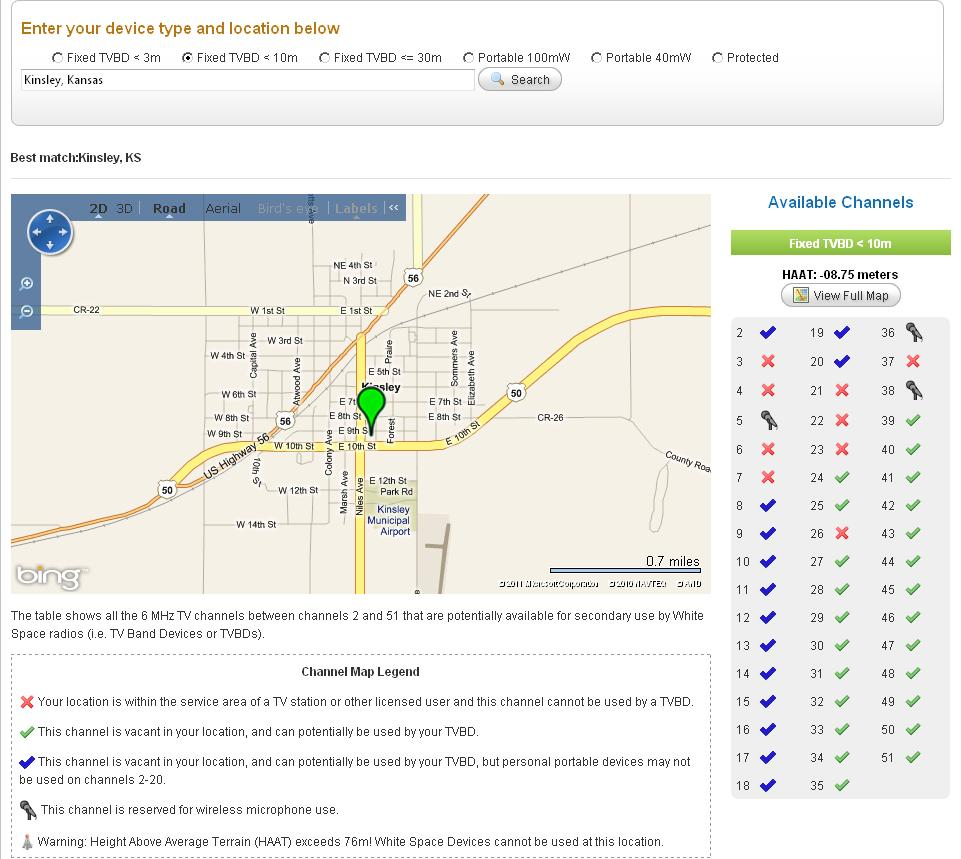 Enter your device type and location below
Fixed TVBD < 3m Fixed TVBD < 10m Fixed TVBD <= 30m Portable 100mW Portable 40mW Protected
Kinsley, Kansas Search
Best match:Kinsley, KS
2D 3D Road Aerial Bird's eye Labels <<
NE 4th St
N 3rd St
56
NE 2nd St
CR-22
W 1st St
E 1st St
W 3rd St
W 4th St
Capital Ave
Atwood Ave
Praire
Sommers Ave
Elizabeth Ave
E 5th St
Kinsley
W 6th St
E 7t
E 7th St
50
W 8th St
56
E 8th St
E 8th St
CR-26
W 9th St
E 9th S
Forest
E 10th St
US Highway 56
W 10th St
E 10th St
Colony Ave
10th St
County Roa
50
W 12th St
Marsh Ave
Niles Ave
E 12th St
Park Rd
W 14th St
Kinsley
Municipal
Airport
0.7 miles
bing™
© 2011 Microsoft Corporation © 2010 NAVTEQ © AND
Available Channels
Fixed TVBD < 10m
HAAT: -08.75 meters
View Full Map
2 19 36
3 20 37
4 21 38
5 22 39
6 23 40
7 24 41
8 25 42
9 26 43
10 27 44
11 28 45
12 29 46
13 30 47
14 31 48
15 32 49
16 33 50
17 34 51
18 35
The table shows all the 6 MHz TV channels between channels 2 and 51 that are potentially available for secondary use by White
Space radios (i.e. TV Band Devices or TVBDs).
Channel Map Legend
Your location is within the service area of a TV station or other licensed user and this channel cannot be used by a TVBD.
This channel is vacant in your location, and can potentially be used by your TVBD.
This channel is vacant in your location, and can potentially be used by your TVBD, but personal portable devices may not
be used on channels 2-20.
This channel is reserved for wireless microphone use.
Warning: Height Above Average Terrain (HAAT) exceeds 76m! White Space Devices cannot be used at this location.